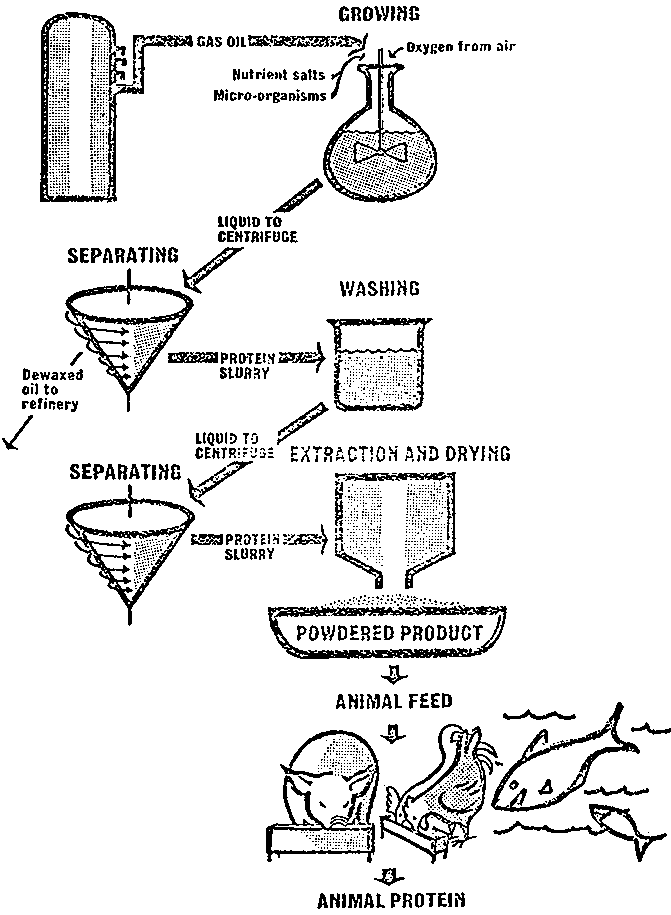 GROWING
GAS OIL
Oxygen from air
Nutrient salts
Micro-organisms
LIQUID TO
CENTRIFUGE
SEPARATING
WASHING
PROTEIN
SLURRY
Dewaxed
oil to
refinery
LIQUID TO
CENTRIFUGE
EXTRACTION AND DRYING
SEPARATING
PROTEIN
SLURRY
POWDERED PRODUCT
ANIMAL FEED
ANIMAL PROTEIN